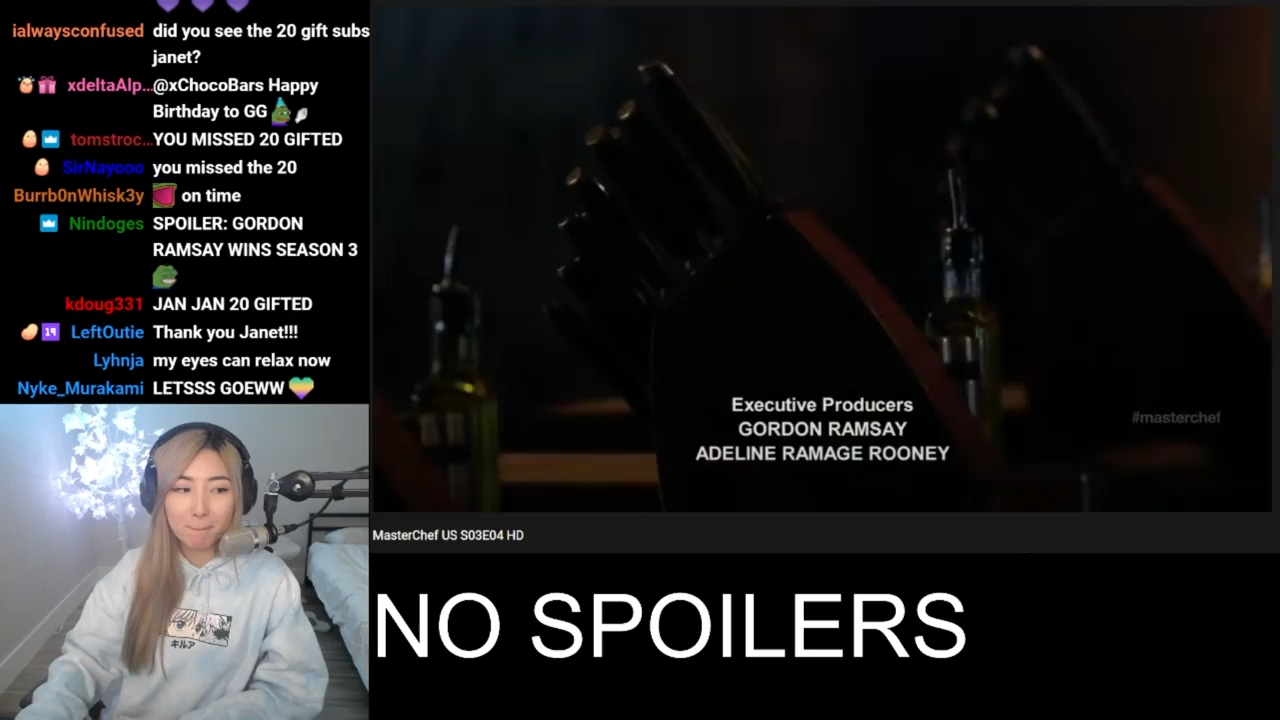 ialwaysconfused did you see the 20 gift subs
janet?
xdeltaAlp... @xChocoBars Happy
Birthday to GG
tomstroc... YOU MISSED 20 GIFTED
SirNayooo you missed the 20
Burrb0nWhisk3y on time
Nindoges SPOILER: GORDON
RAMSAY WINS SEASON 3
kdoug331 JAN JAN 20 GIFTED
LeftOutie Thank you Janet!!!
Lyhnja my eyes can relax now
Nyke_Murakami LETSSS GOEWW
Executive Producers
GORDON RAMSAY
ADELINE RAMAGE ROONEY
#masterchef
MasterChef US S03E04 HD
NO SPOILERS
キルア